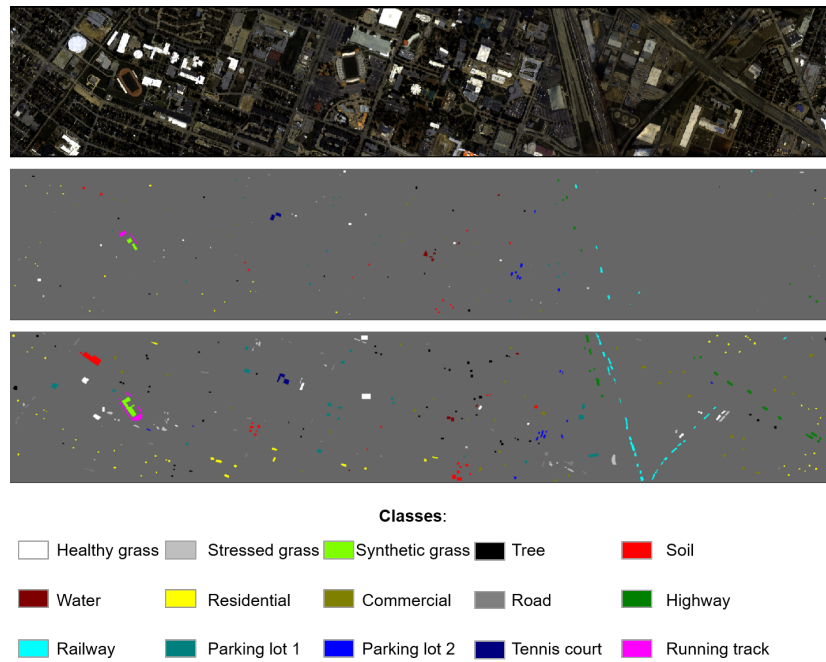 Classes:
Healthy grass Stressed grass Synthetic grass Tree Soil
Water Residential Commercial Road Highway
Railway Parking lot 1 Parking lot 2 Tennis court Running track